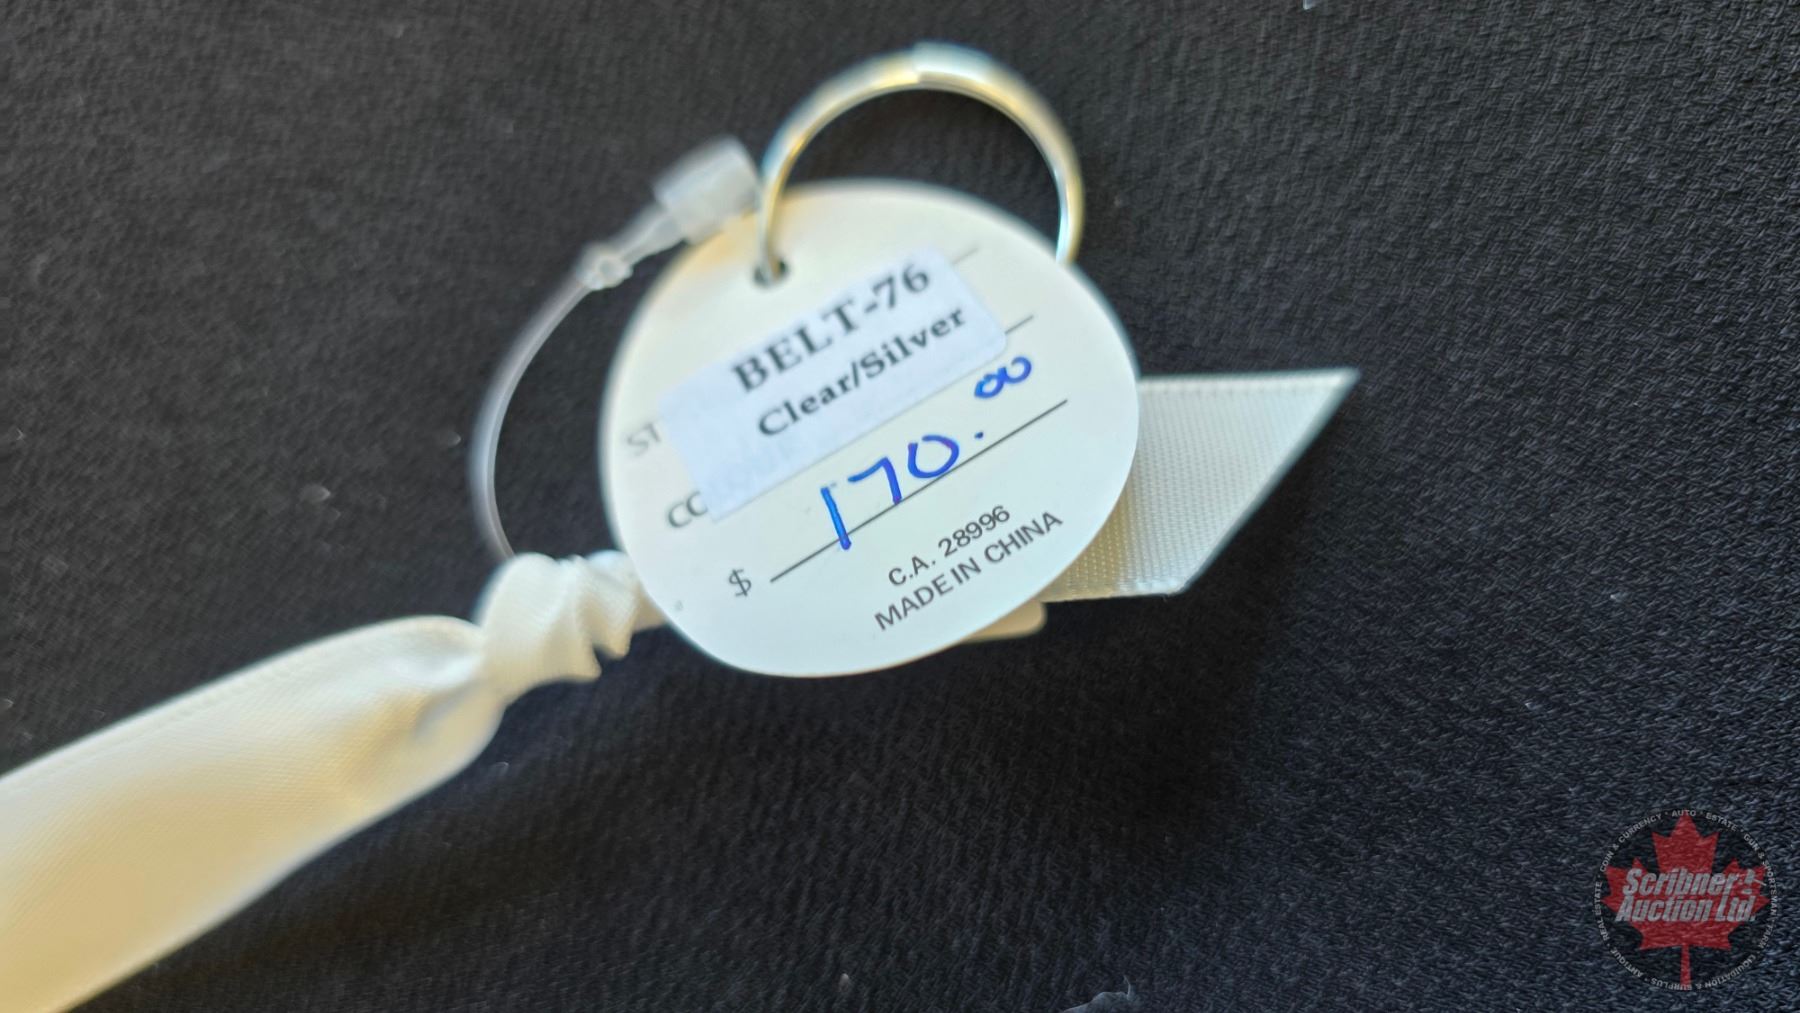 BELT-76
Clear/Silver
ST
CO
$ 170.00
C.A. 28996
MADE IN CHINA
Scribner
Auction Ltd.